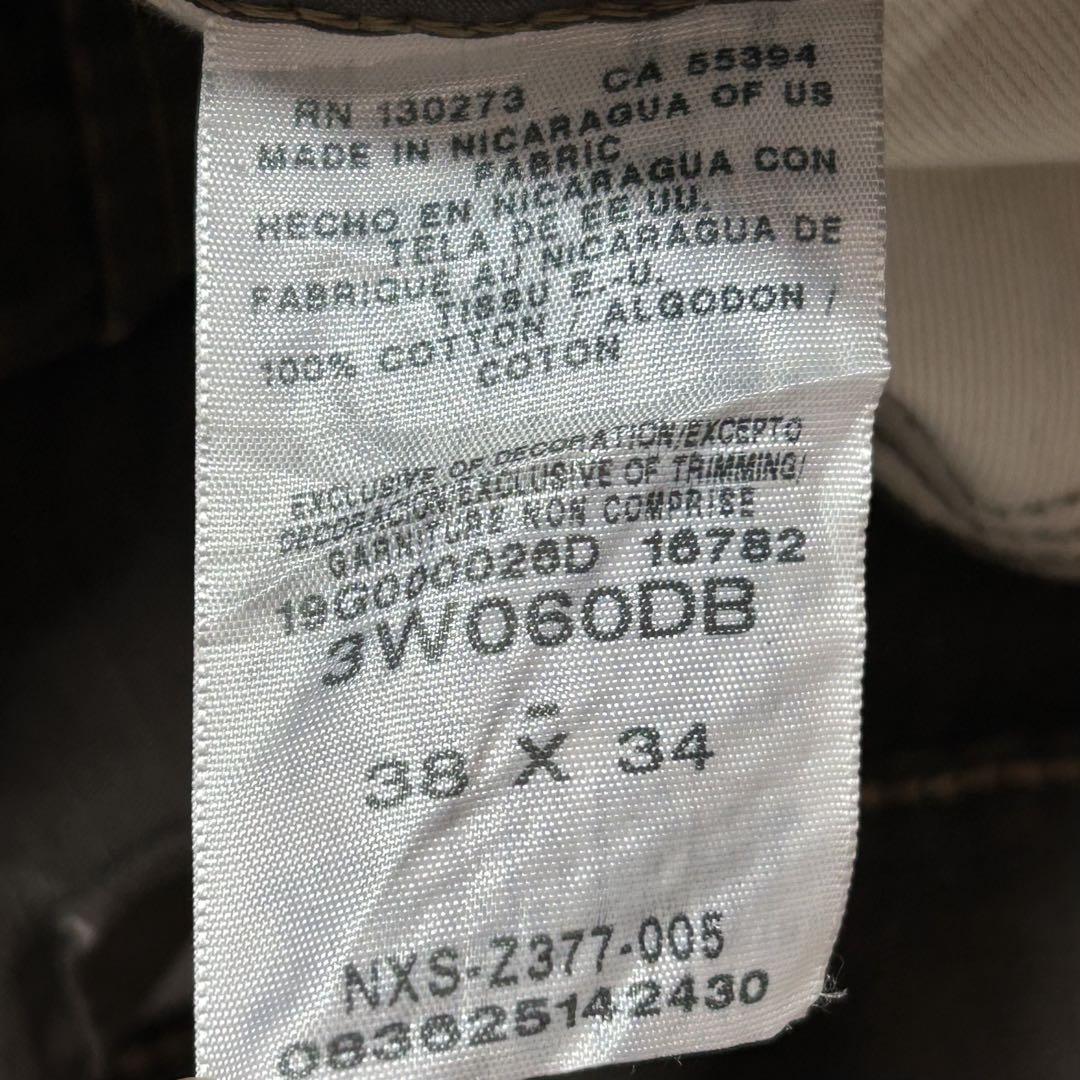 RN 130273 CA 55394
MADE IN NICARAGUA OF US
FABRIC
HECHO EN NICARAGUA CON
TELA DE EE.UU.
FABRIQUE AU NICARAGUA DE
TISSU E.-U.
100% COTTON / ALGODON /
COTON
EXCLUSIVE OF DECORATION/EXCEPTO
DECORACION/EXCLUSIVE OF TRIMMING/
GARNITURE NON COMPRISE
19G000026D 16782
3W060DB
-
38 X 34
NXS-Z377-005
083625142430